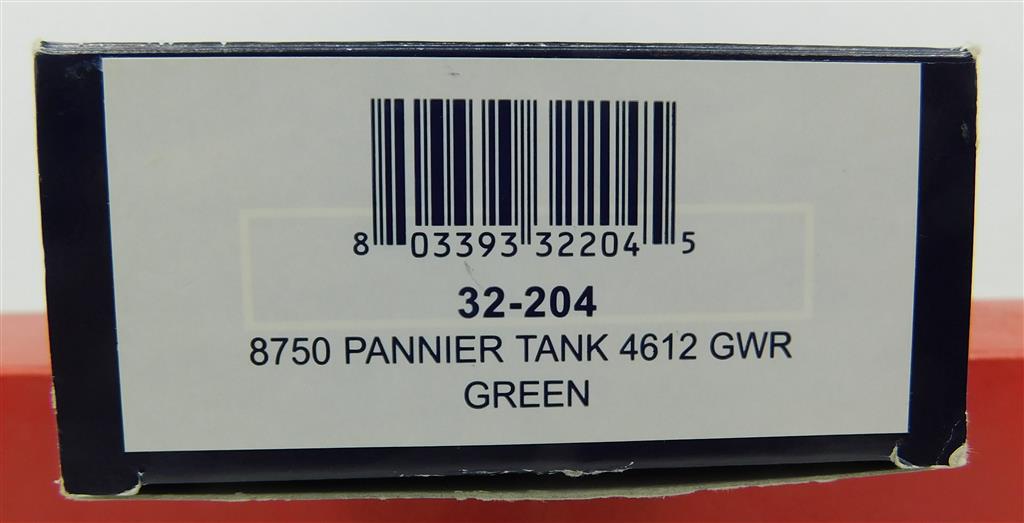 8 03393 32204 5
32-204
8750 PANNIER TANK 4612 GWR
GREEN